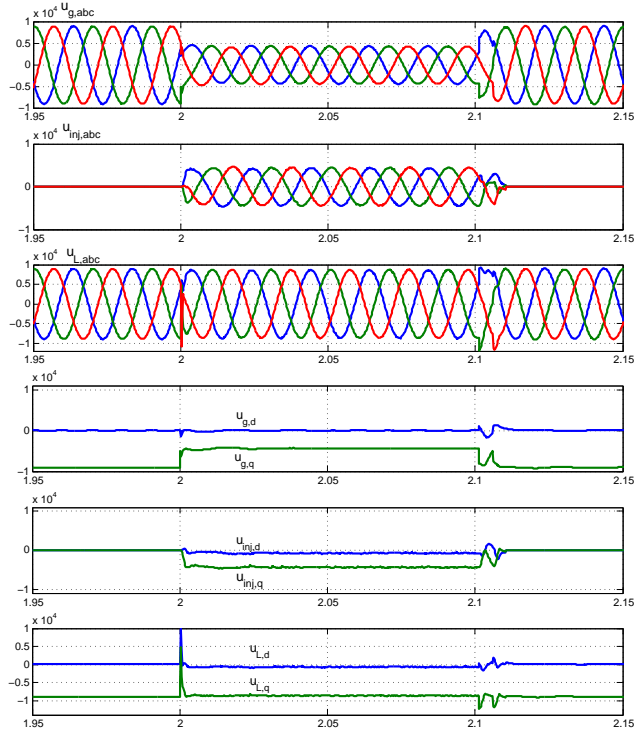 x 10⁴ u_g,abc
1
0.5
0
−0.5
−1
1.95 2 2.05 2.1 2.15
x 10⁴ u_inj,abc
1
0
−1
1.95 2 2.05 2.1 2.15
x 10⁴ u_L,abc
1
0.5
0
−0.5
−1
1.95 2 2.05 2.1 2.15
x 10⁴
1
u_g,d
0
u_g,q
−1
1.95 2 2.05 2.1 2.15
x 10⁴
1
u_inj,d
0
u_inj,q
−1
1.95 2 2.05 2.1 2.15
x 10⁴
1
0.5
u_L,d
0
u_L,q
−0.5
−1
1.95 2 2.05 2.1 2.15